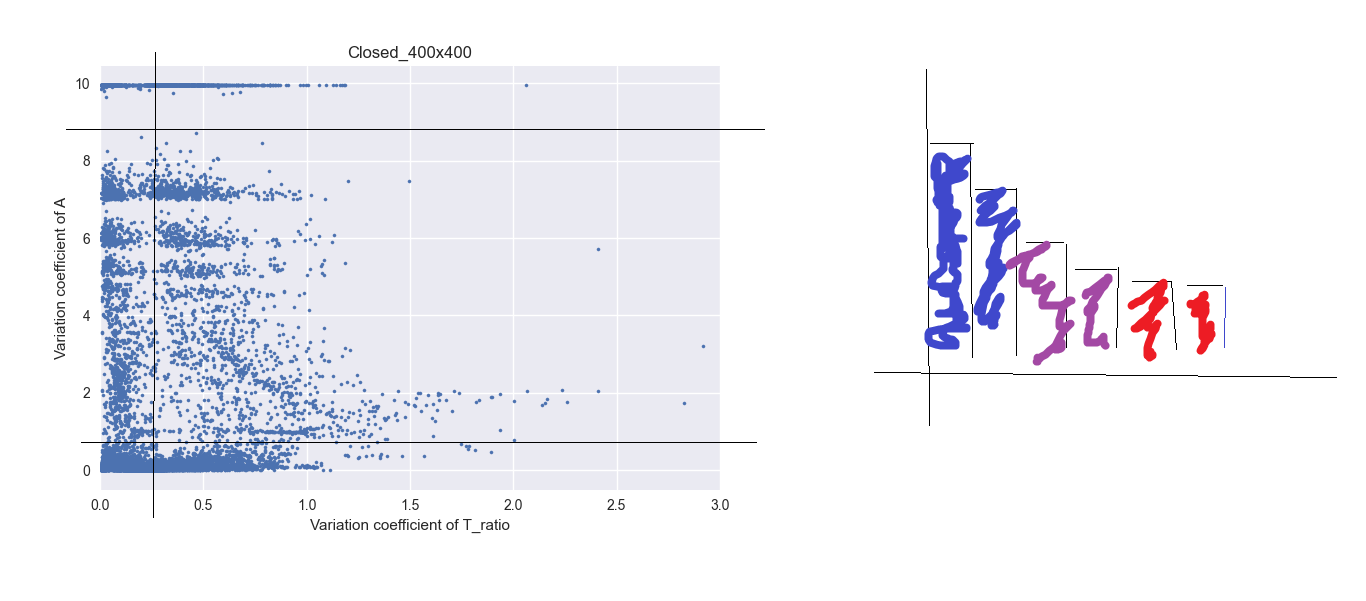 Closed_400x400
10
8
6
4
2
0
Variation coefficient of A
0.0 0.5 1.0 1.5 2.0 2.5 3.0
Variation coefficient of T_ratio